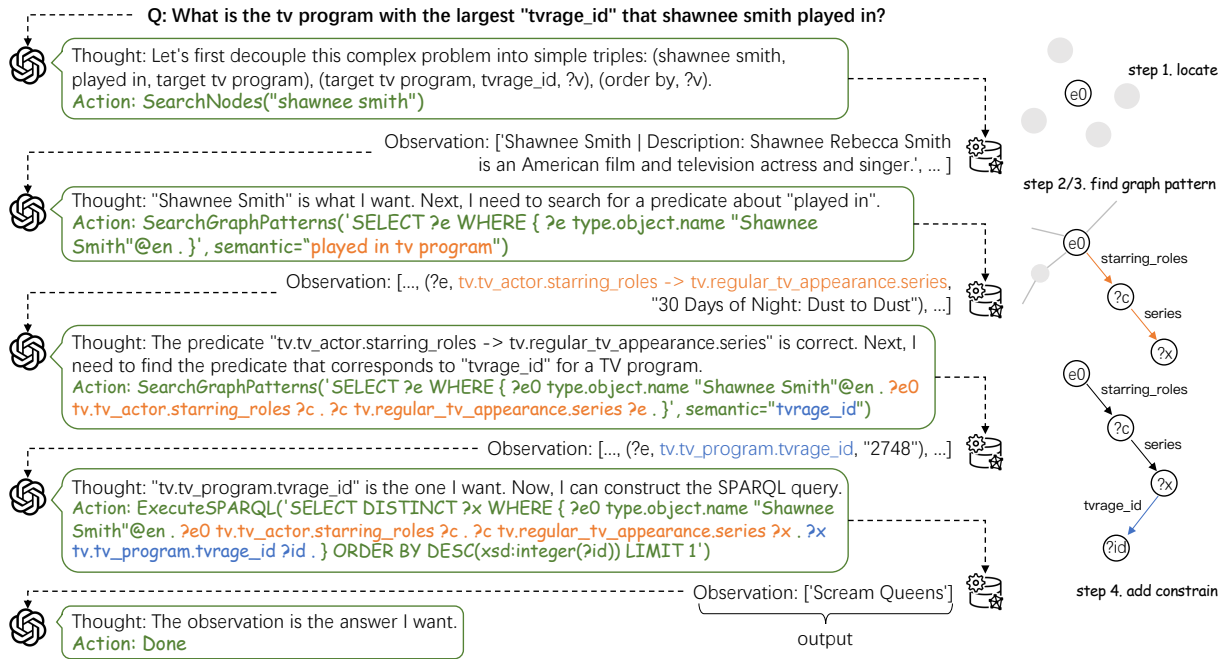 Q: What is the tv program with the largest "tvrage_id" that shawnee smith played in?
Thought: Let's first decouple this complex problem into simple triples: (shawnee smith,
played in, target tv program), (target tv program, tvrage_id, ?v), (order by, ?v).
Action: SearchNodes("shawnee smith")
Observation: ['Shawnee Smith | Description: Shawnee Rebecca Smith
is an American film and television actress and singer.', ... ]
Thought: "Shawnee Smith" is what I want. Next, I need to search for a predicate about "played in".
Action: SearchGraphPatterns('SELECT ?e WHERE { ?e type.object.name "Shawnee
Smith"@en . }', semantic="played in tv program")
Observation: [..., (?e, tv.tv_actor.starring_roles -> tv.regular_tv_appearance.series,
"30 Days of Night: Dust to Dust"), ...]
Thought: The predicate "tv.tv_actor.starring_roles -> tv.regular_tv_appearance.series" is correct. Next, I
need to find the predicate that corresponds to "tvrage_id" for a TV program.
Action: SearchGraphPatterns('SELECT ?e WHERE { ?e0 type.object.name "Shawnee Smith"@en . ?e0
tv.tv_actor.starring_roles ?c . ?c tv.regular_tv_appearance.series ?e . }', semantic="tvrage_id")
Observation: [..., (?e, tv.tv_program.tvrage_id, "2748"), ...]
Thought: "tv.tv_program.tvrage_id" is the one I want. Now, I can construct the SPARQL query.
Action: ExecuteSPARQL('SELECT DISTINCT ?x WHERE { ?e0 type.object.name "Shawnee
Smith"@en . ?e0 tv.tv_actor.starring_roles ?c . ?c tv.regular_tv_appearance.series ?x . ?x
tv.tv_program.tvrage_id ?id . } ORDER BY DESC(xsd:integer(?id)) LIMIT 1')
Observation: ['Scream Queens']
output
Thought: The observation is the answer I want.
Action: Done
step 1. locate
e0
step 2/3. find graph pattern
e0
starring_roles
?c
series
?x
e0
starring_roles
?c
series
?x
tvrage_id
?id
step 4. add constrain